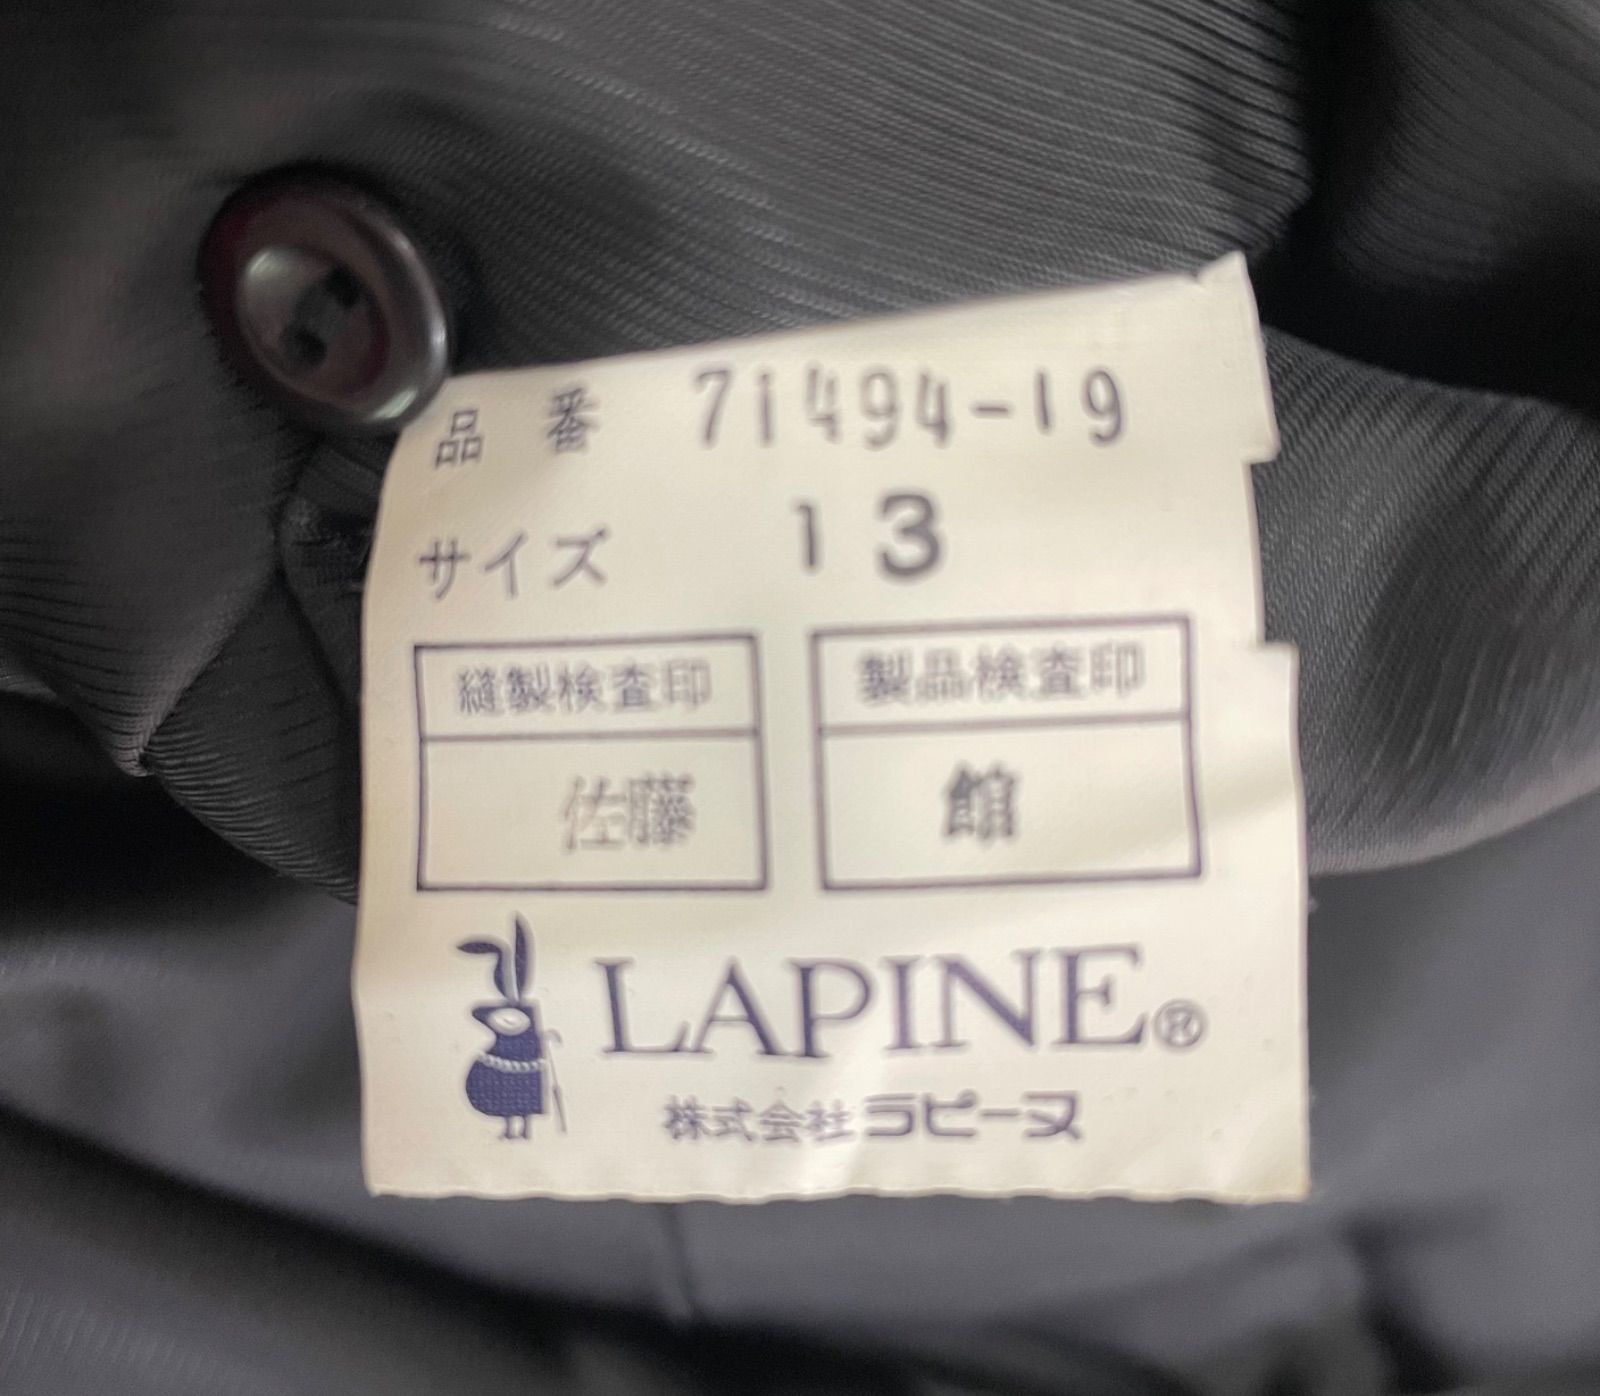 品番 71494-19
サイズ 13
縫製検査印 製品検査印
佐藤 館
LAPINE®
株式会社ラピーヌ